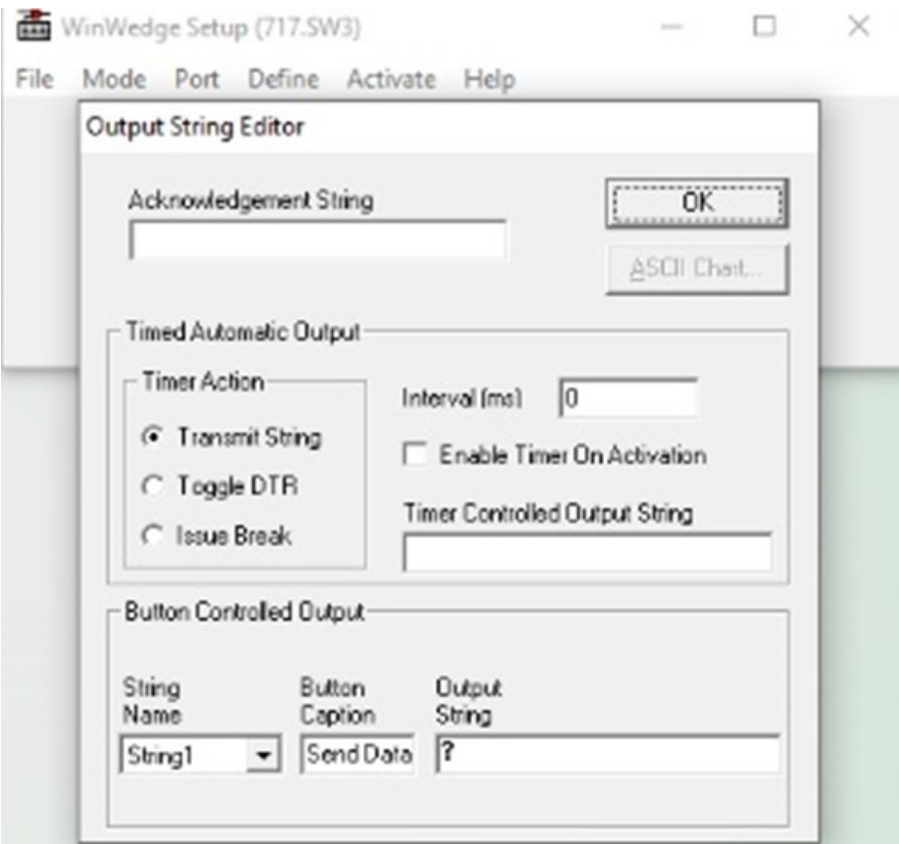 WinWedge Setup (717.SW3)
File Mode Port Define Activate Help
Output String Editor
Acknowledgement String
OK
ASCII Chart...
Timed Automatic Output
Timer Action
Transmit String
Toggle DTR
Issue Break
Interval (ms)
0
Enable Timer On Activation
Timer Controlled Output String
Button Controlled Output
String Name
Button Caption
Output String
String1
Send Data
?